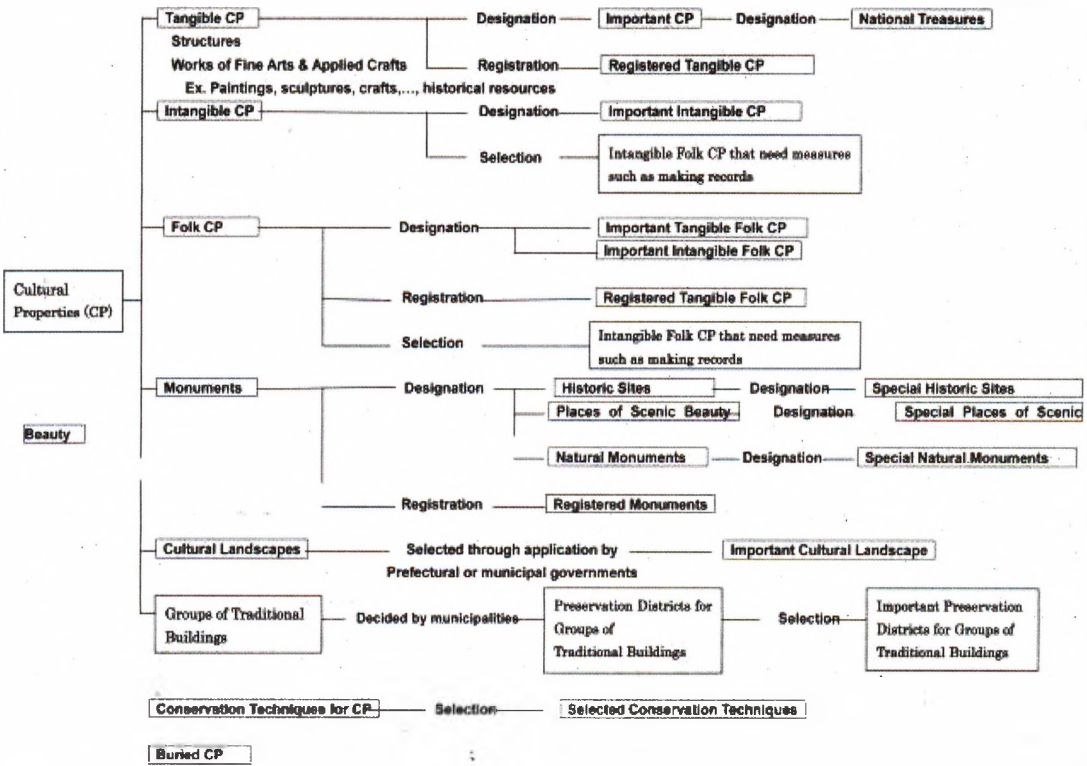 Tangible CP Designation Important CP Designation National Treasures
Structures
Works of Fine Arts & Applied Crafts Registration Registered Tangible CP
Ex. Paintings, sculptures, crafts,..., historical resources
Intangible CP Designation Important Intangible CP
Selection Intangible Folk CP that need measures
such as making records
Folk CP Designation Important Tangible Folk CP
Important Intangible Folk CP
Cultural
Properties (CP)
Registration Registered Tangible Folk CP
Selection Intangible Folk CP that need measures
such as making records
Monuments Designation Historic Sites Designation Special Historic Sites
Places of Scenic Beauty Designation Special Places of Scenic
Beauty
Natural Monuments Designation Special Natural Monuments
Registration Registered Monuments
Cultural Landscapes Selected through application by Important Cultural Landscape
Prefectural or municipal governments
Groups of Traditional
Buildings
Decided by municipalities
Preservation Districts for
Groups of
Traditional Buildings
Selection
Important Preservation
Districts for Groups of
Traditional Buildings
Conservation Techniques for CP Selection Selected Conservation Techniques
Buried CP